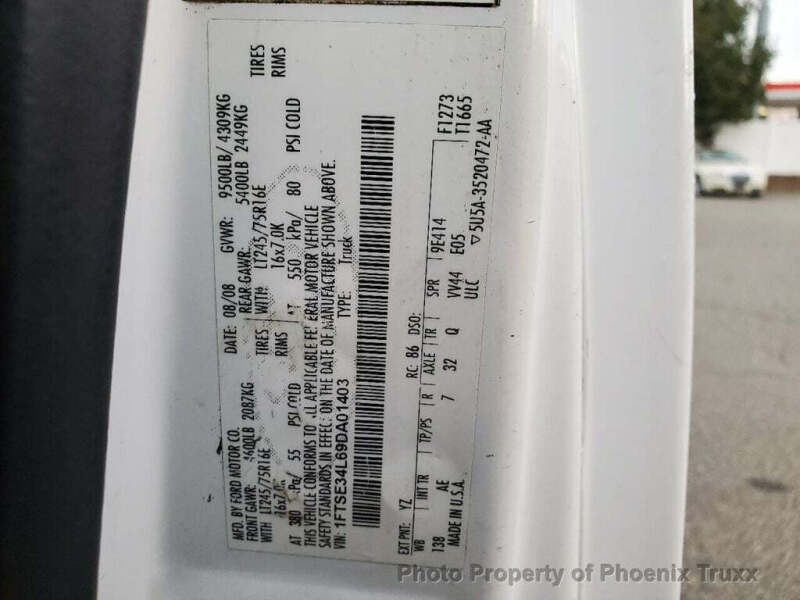 MFD. BY FORD MOTOR CO.
DATE: 08/08 GVWR: 9500LB/ 4309KG
FRONT GAWR: 4600LB 2087KG
REAR GAWR: 5400LB 2449KG
WITH LT245/75R16E TIRES
WITH LT245/75R16E TIRES
16x7.0K RIMS
16x7.0K RIMS
AT 380 kPa/ 55 PSI COLD
AT 550 kPa/ 80 PSI COLD
THIS VEHICLE CONFORMS TO ALL APPLICABLE FEDERAL MOTOR VEHICLE
SAFETY STANDARDS IN EFFECT ON THE DATE OF MANUFACTURE SHOWN ABOVE.
VIN: 1FTSE34L69DA01403
TYPE: Truck
F1273
T1665
EXT PNT: YZ RC: 86 DSO:
WB INT TR TP/PS R AXLE TR SPR 9E414
138 AE 7 32 Q VV44 E05
MADE IN U.S.A. ULC
▽5U5A-3520472-AA
Photo Property of Phoenix Truxx